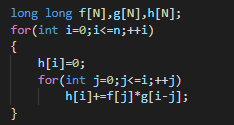 long long f[N],g[N],h[N];
for(int i=0;i<=n;++i)
{
    h[i]=0;
    for(int j=0;j<=i;++j)
        h[i]+=f[j]*g[i-j];
}